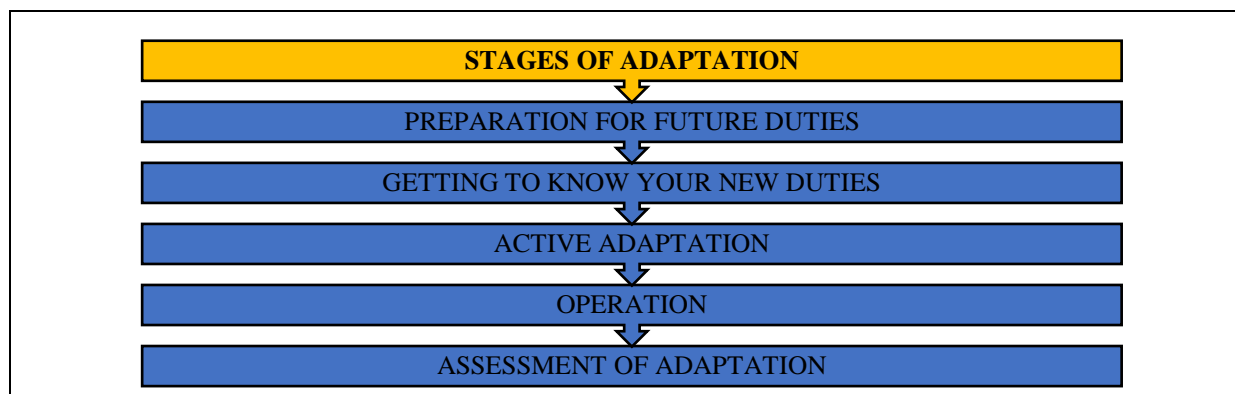 STAGES OF ADAPTATION
PREPARATION FOR FUTURE DUTIES
GETTING TO KNOW YOUR NEW DUTIES
ACTIVE ADAPTATION
OPERATION
ASSESSMENT OF ADAPTATION